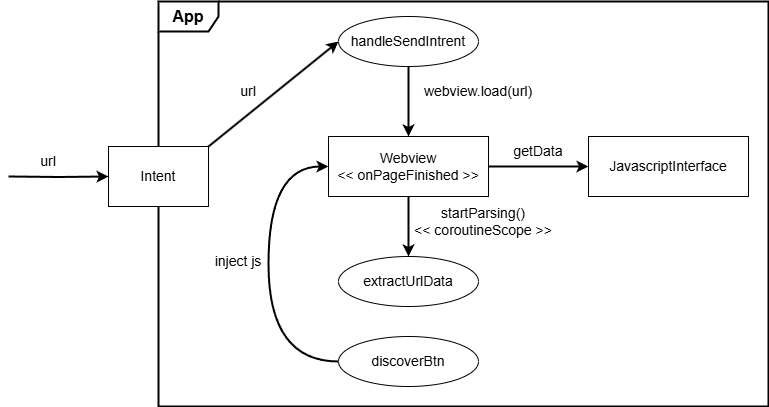 App
handleSendIntrent
url
webview.load(url)
url
Intent
Webview
<< onPageFinished >>
getData
JavascriptInterface
startParsing()
<< coroutineScope >>
inject js
extractUrlData
discoverBtn